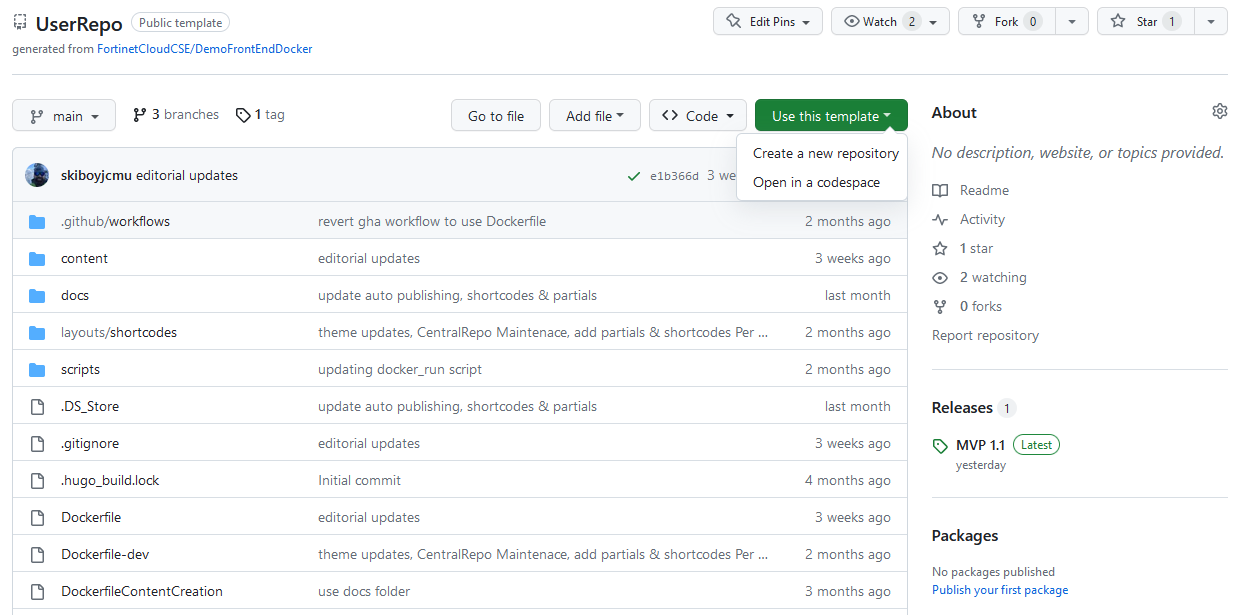 UserRepo Public template Edit Pins Watch 2 Fork 0 Star 1
generated from FortinetCloudCSE/DemoFrontEndDocker
main 3 branches 1 tag Go to file Add file Code Use this template
Create a new repository
Open in a codespace
skiboyjcmu editorial updates e1b366d 3 we
.github/workflows revert gha workflow to use Dockerfile 2 months ago
content editorial updates 3 weeks ago
docs update auto publishing, shortcodes & partials last month
layouts/shortcodes theme updates, CentralRepo Maintenace, add partials & shortcodes Per ... 2 months ago
scripts updating docker_run script 2 months ago
.DS_Store update auto publishing, shortcodes & partials last month
.gitignore editorial updates 3 weeks ago
.hugo_build.lock Initial commit 4 months ago
Dockerfile editorial updates 3 weeks ago
Dockerfile-dev theme updates, CentralRepo Maintenace, add partials & shortcodes Per ... 2 months ago
DockerfileContentCreation use docs folder 3 months ago
About
No description, website, or topics provided.
Readme
Activity
1 star
2 watching
0 forks
Report repository
Releases 1
MVP 1.1 Latest
yesterday
Packages
No packages published
Publish your first package